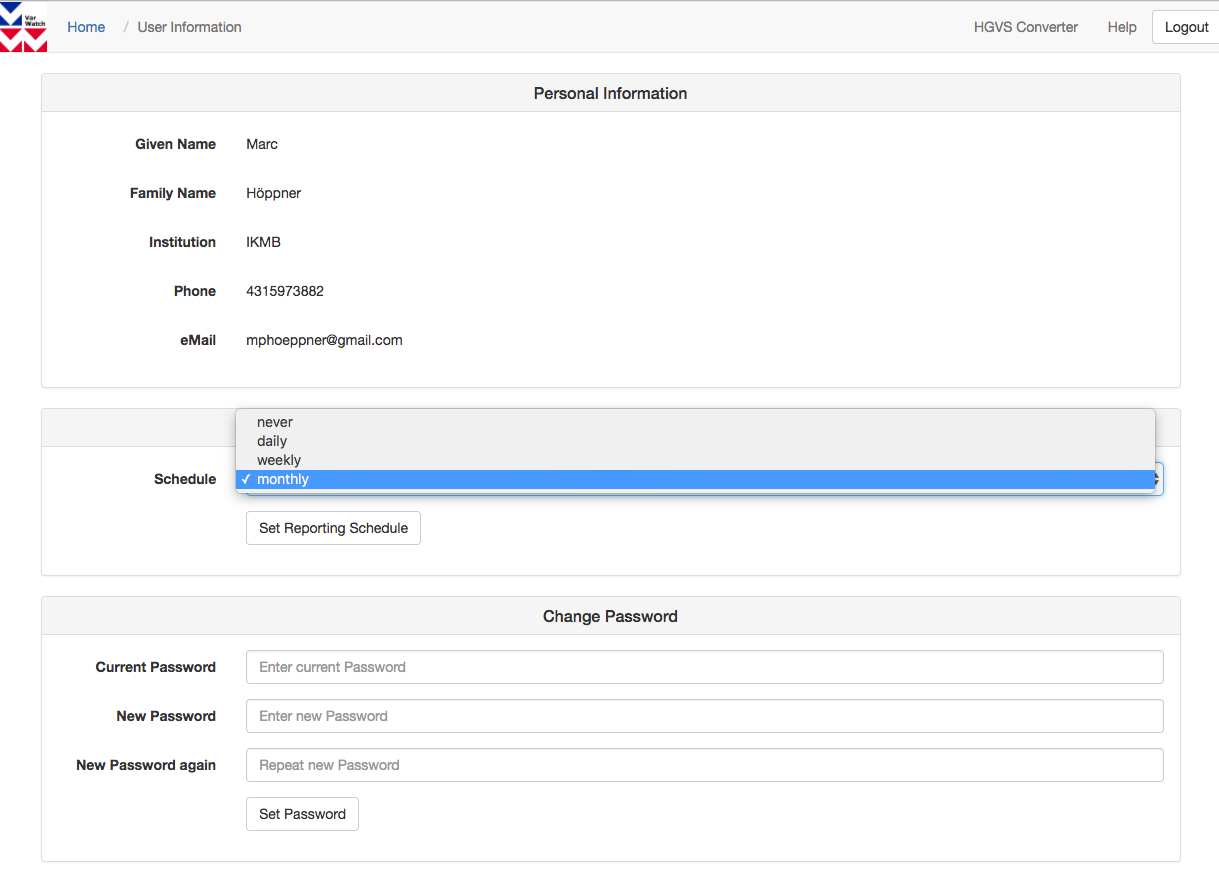 Var
Watch
Home / User Information HGVS Converter Help Logout
Personal Information
Given Name Marc
Family Name Höppner
Institution IKMB
Phone 4315973882
eMail mphoeppner@gmail.com
never
daily
weekly
Schedule ✓ monthly
Set Reporting Schedule
Change Password
Current Password Enter current Password
New Password Enter new Password
New Password again Repeat new Password
Set Password